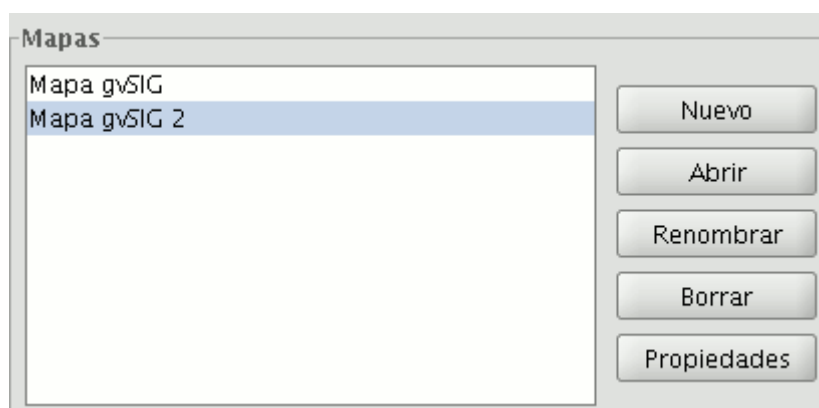 Mapas
Mapa gvSIG
Mapa gvSIG 2
Nuevo
Abrir
Renombrar
Borrar
Propiedades